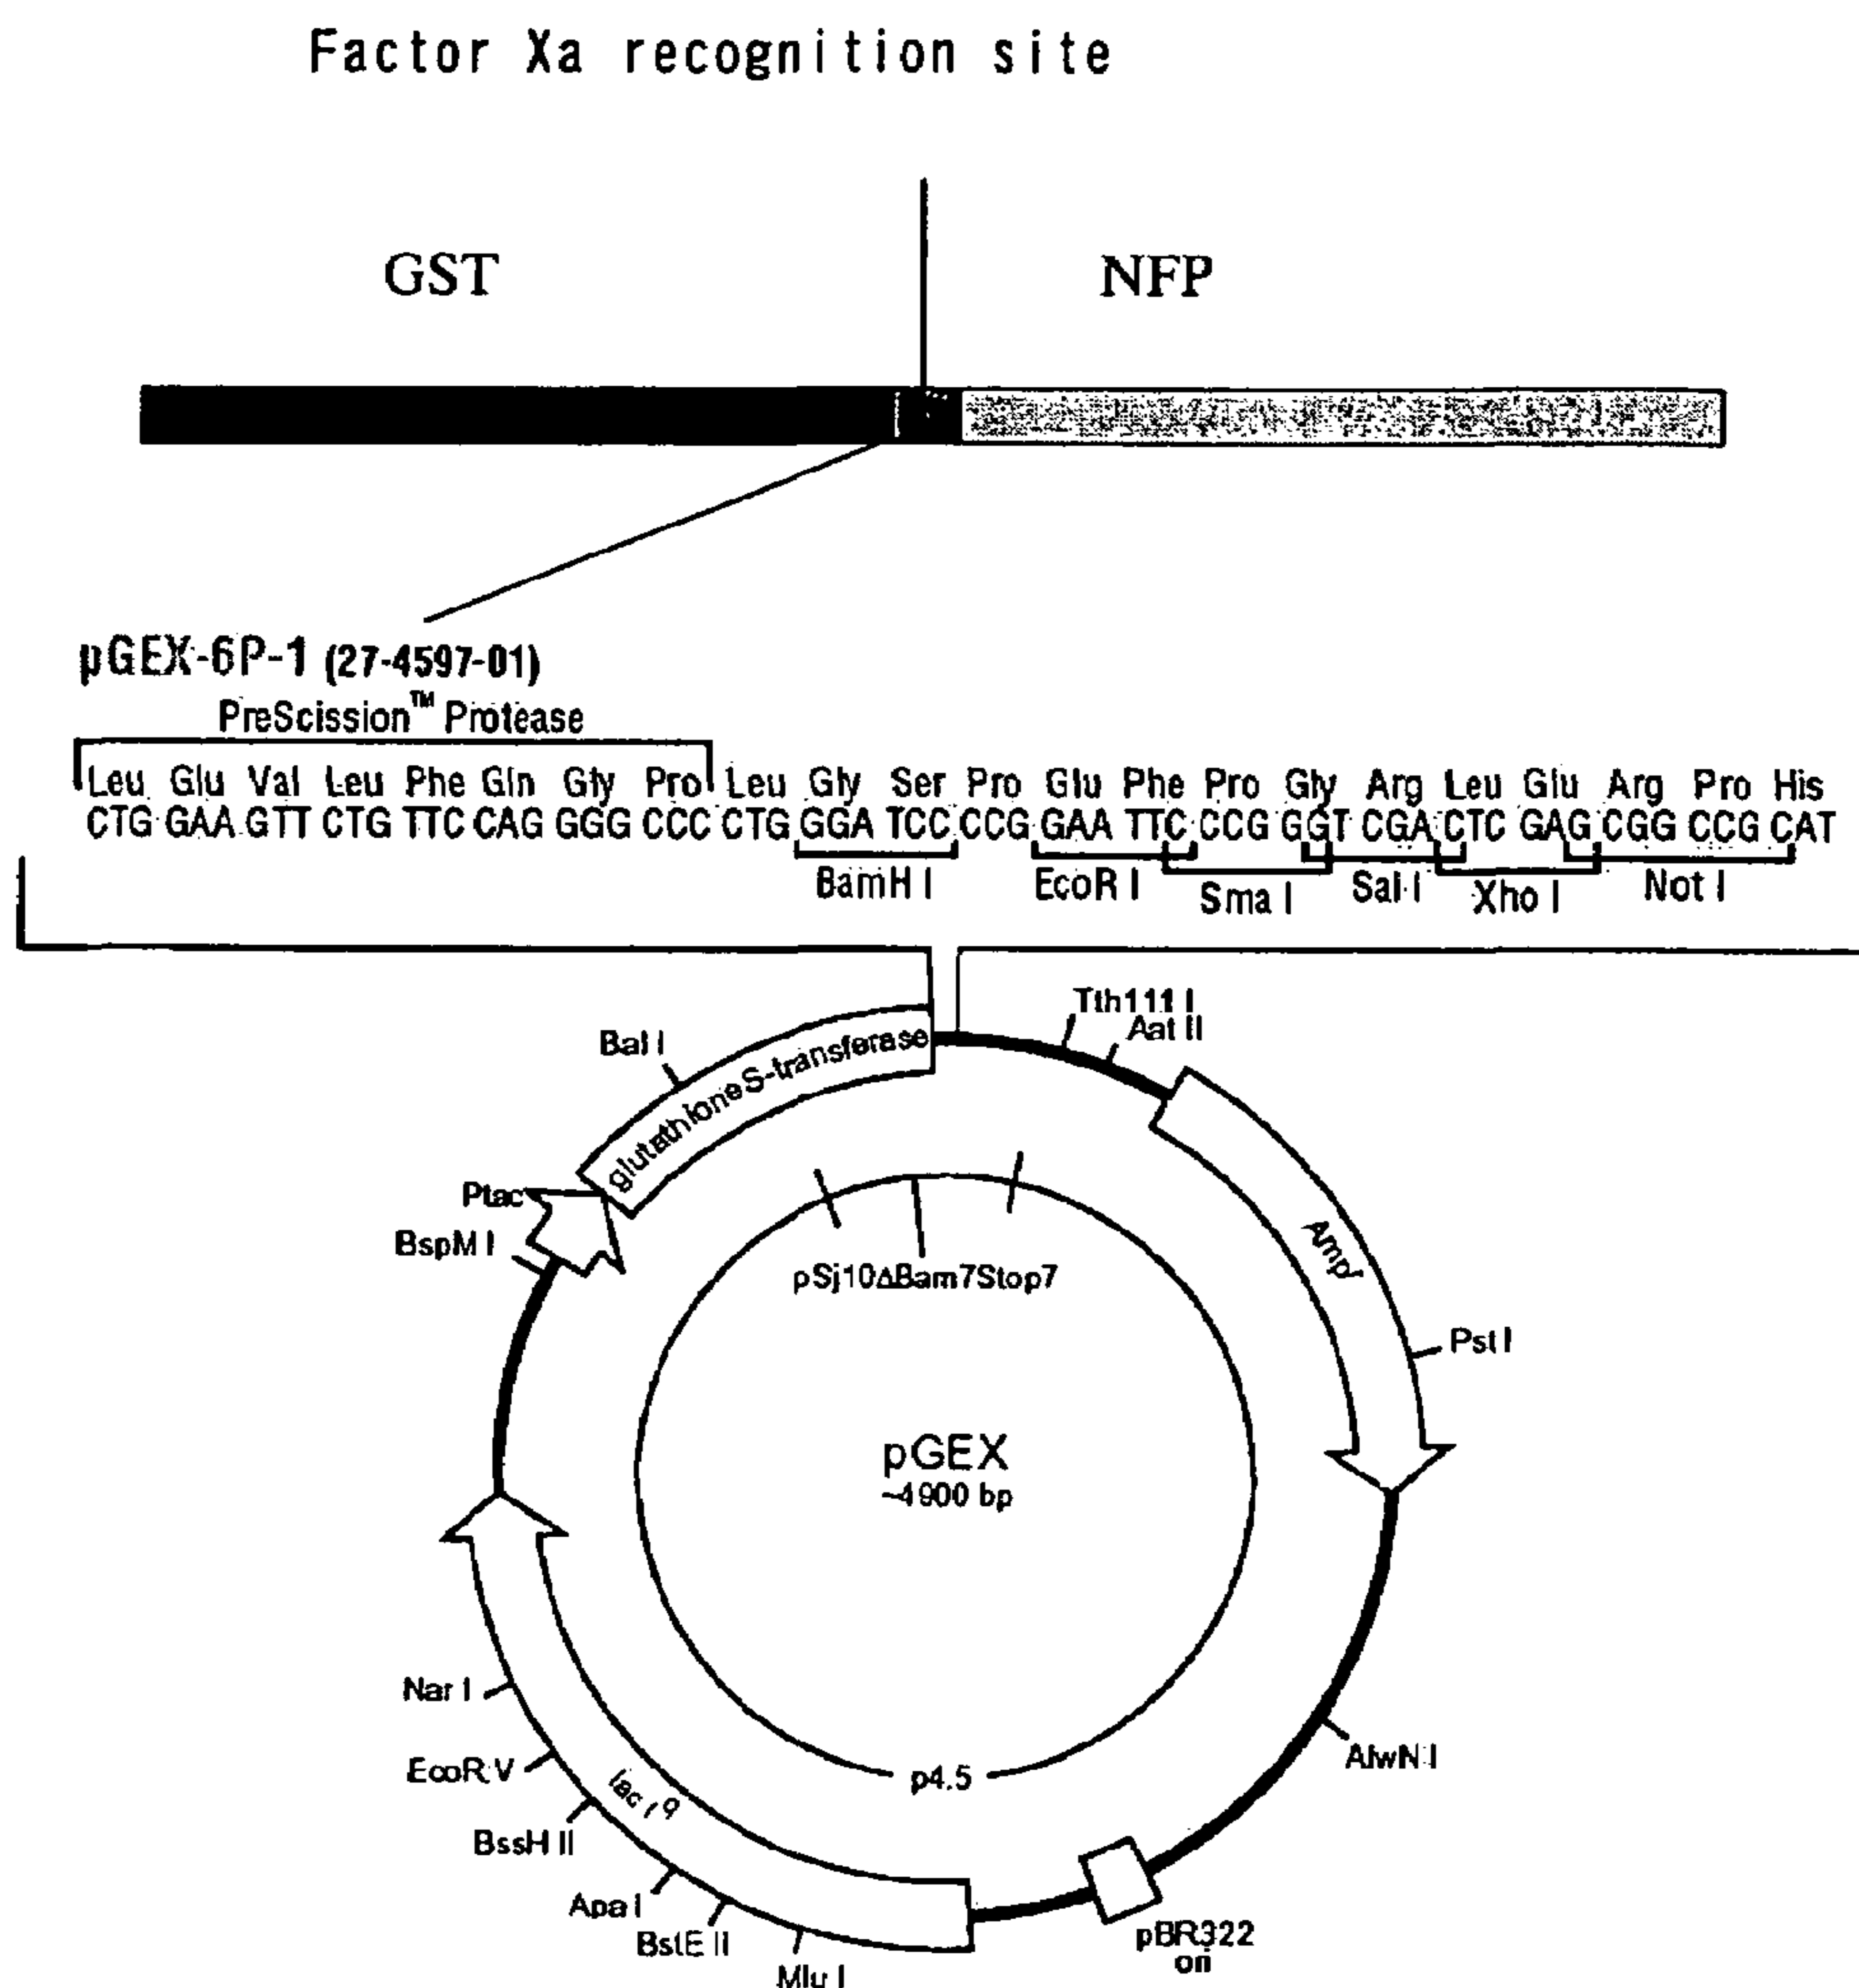 Factor Xa recognition site
GST
NFP
pGEX-6P-1 (27-4597-01)
PreScission™ Protease
Leu Glu Val Leu Phe Gln Gly Pro Leu Gly Ser Pro Glu Phe Pro Gly Arg Leu Glu Arg Pro His
CTG GAA GTT CTG TTC CAG GGG CCC CTG GGA TCC CCG GAA TTC CCG GGT CGA CTC GAG CGG CCG CAT
BamH I
EcoR I
Sma I
Sal I
Xho I
Not I
Tth111 I
Aat II
Bal I
glutathione S-transferase
Ptac
BspM I
pSj10ΔBam7Stop7
Ampr
Pst I
pGEX
~4900 bp
Nar I
EcoR V
BssH II
Apa I
BstE II
Mlu I
lac I q
p4.5
AlwN I
pBR322
ori